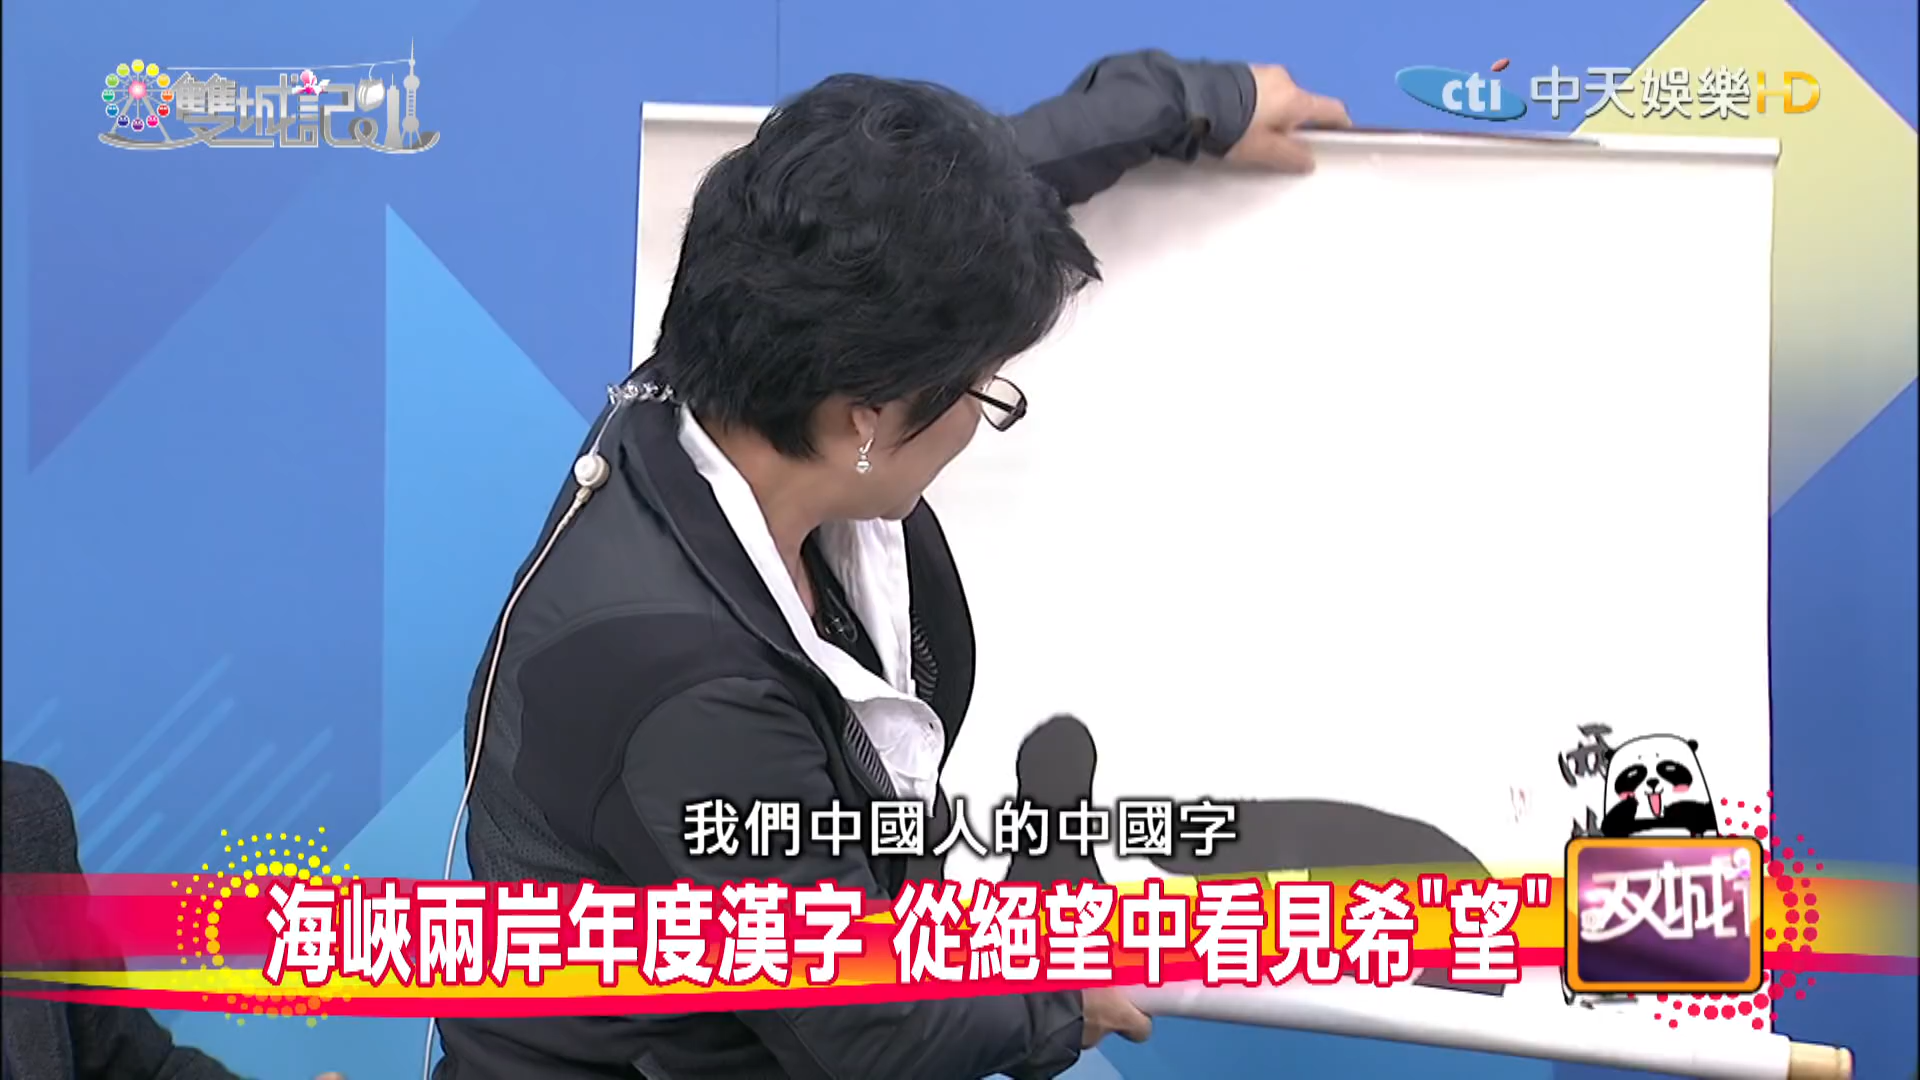 雙城記
cti 中天娛樂HD
我們中國人的中國字
海峽兩岸年度漢字 從絕望中看見希"望"
双城